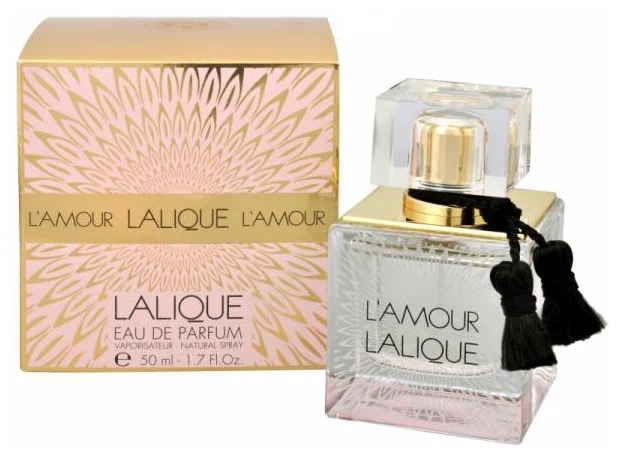 L'AMOUR LALIQUE L'AMOUR
LALIQUE
EAU DE PARFUM
VAPORISATEUR - NATURAL SPRAY
℮ 50 ml - 1.7 Fl.Oz.
L'AMOUR
LALIQUE